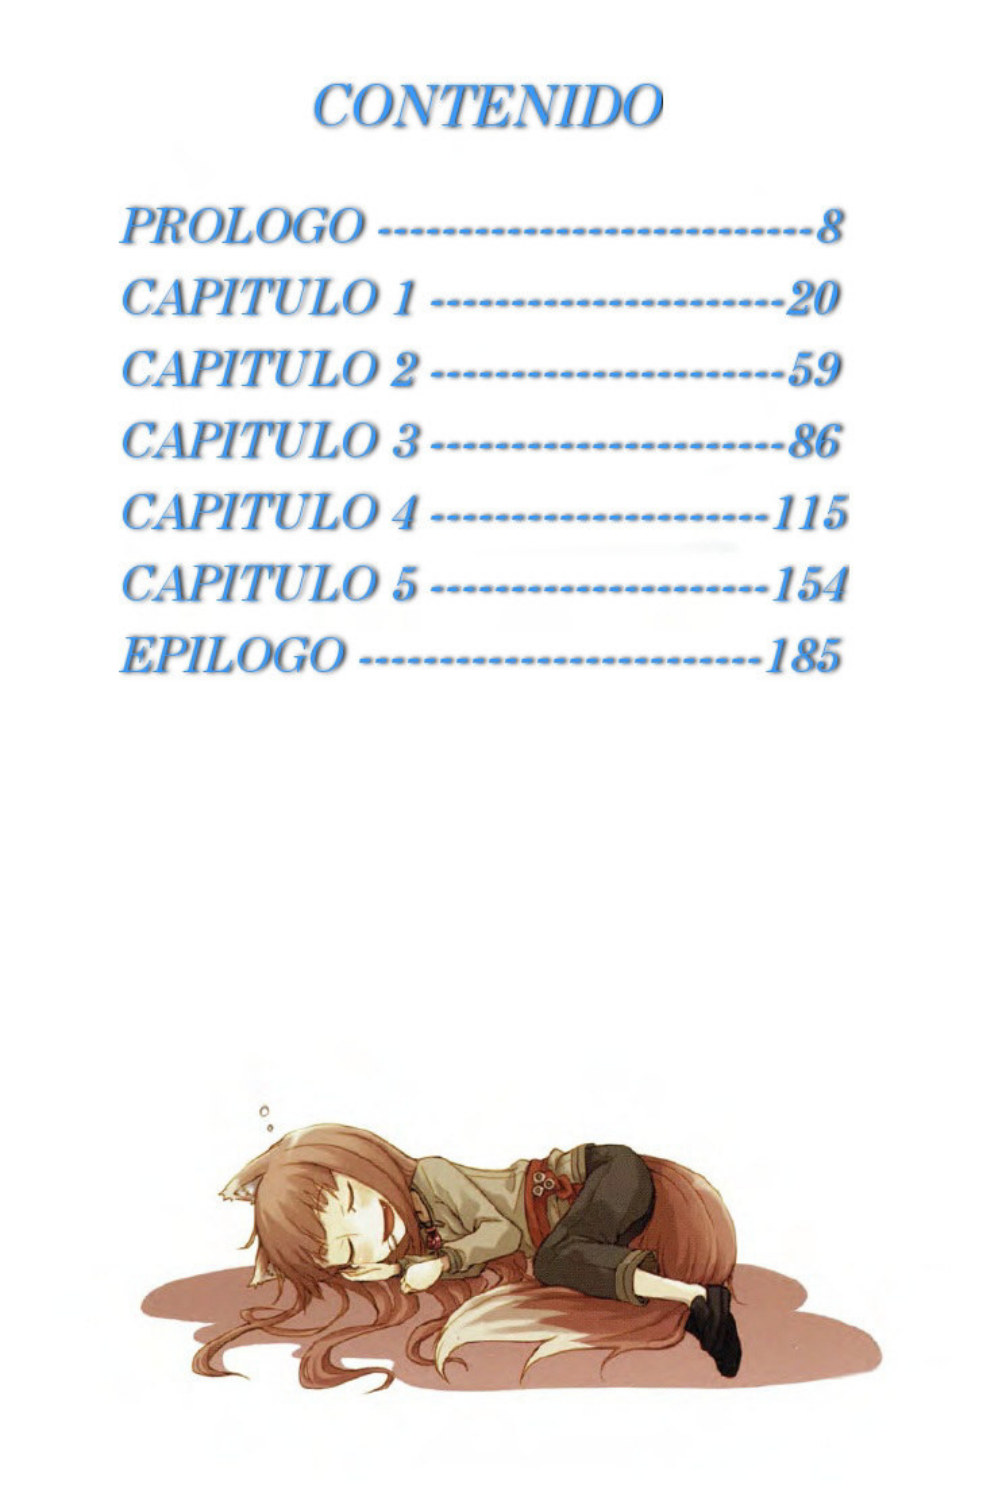 CONTENIDO
PROLOGO ---------------------------8
CAPITULO 1 ----------------------20
CAPITULO 2 ----------------------59
CAPITULO 3 ----------------------86
CAPITULO 4 ---------------------115
CAPITULO 5 ---------------------154
EPILOGO -------------------------185